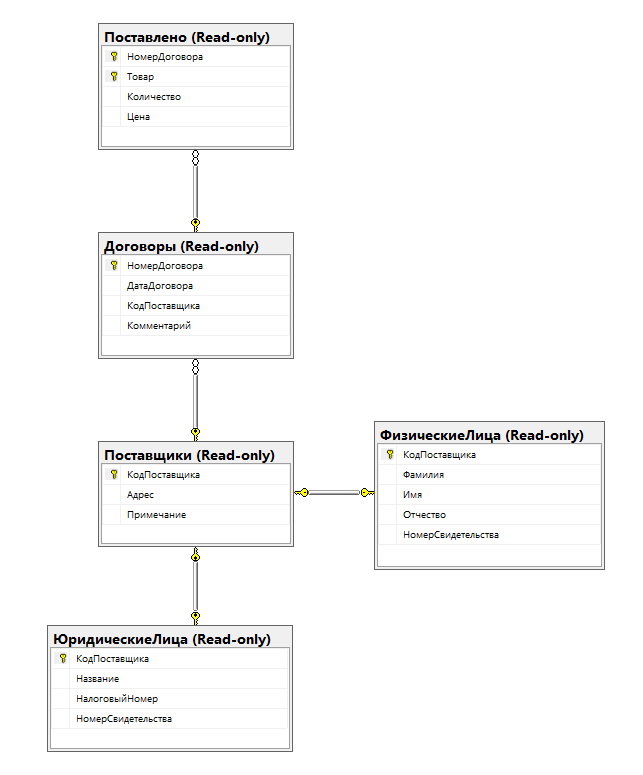 Поставлено (Read-only)
НомерДоговора
Товар
Количество
Цена
Договоры (Read-only)
НомерДоговора
ДатаДоговора
КодПоставщика
Комментарий
Поставщики (Read-only)
КодПоставщика
Адрес
Примечание
ФизическиеЛица (Read-only)
КодПоставщика
Фамилия
Имя
Отчество
НомерСвидетельства
ЮридическиеЛица (Read-only)
КодПоставщика
Название
НалоговыйНомер
НомерСвидетельства